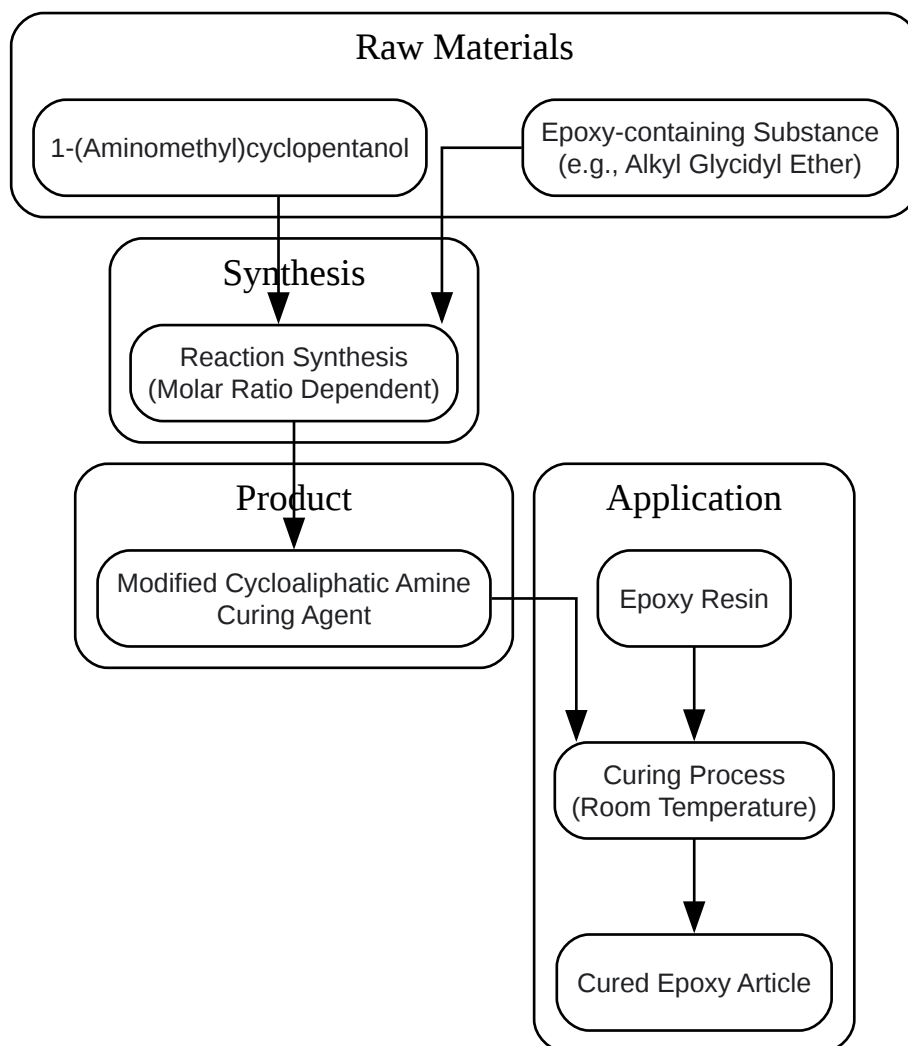 Raw Materials
1-(Aminomethyl)cyclopentanol
Epoxy-containing Substance
(e.g., Alkyl Glycidyl Ether)
Synthesis
Reaction Synthesis
(Molar Ratio Dependent)
Product
Modified Cycloaliphatic Amine
Curing Agent
Application
Epoxy Resin
Curing Process
(Room Temperature)
Cured Epoxy Article